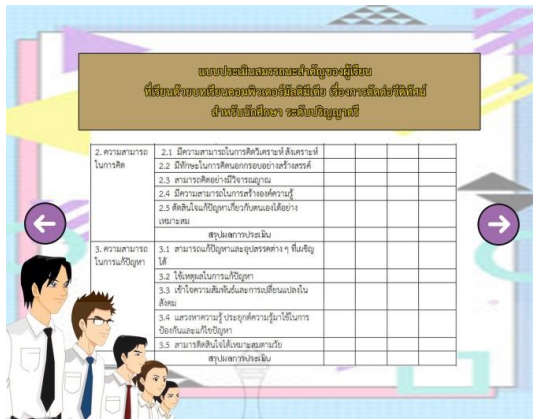 แบบประเมินสมรรถนะสำคัญของผู้เรียน
ที่เรียนด้วยบทเรียนคอมพิวเตอร์มัลติมีเดีย เรื่องการตัดต่อวีดิทัศน์
สำหรับนักศึกษา ระดับปริญญาตรี
2. ความสามารถ
ในการคิด
2.1 มีความสามารถในการคิดวิเคราะห์ สังเคราะห์
2.2 มีทักษะในการคิดนอกกรอบอย่างสร้างสรรค์
2.3 สามารถคิดอย่างมีวิจารณญาณ
2.4 มีความสามารถในการสร้างองค์ความรู้
2.5 ตัดสินใจแก้ปัญหาเกี่ยวกับตนเองได้อย่าง
เหมาะสม
สรุปผลการประเมิน
3. ความสามารถ
ในการแก้ปัญหา
3.1 สามารถแก้ปัญหาและอุปสรรคต่าง ๆ ที่เผชิญ
ได้
3.2 ใช้เหตุผลในการแก้ปัญหา
3.3 เข้าใจความสัมพันธ์และการเปลี่ยนแปลงใน
สังคม
3.4 แสวงหาความรู้ ประยุกต์ความรู้มาใช้ในการ
ป้องกันและแก้ไขปัญหา
3.5 สามารถตัดสินใจได้เหมาะสมตามวัย
สรุปผลการประเมิน